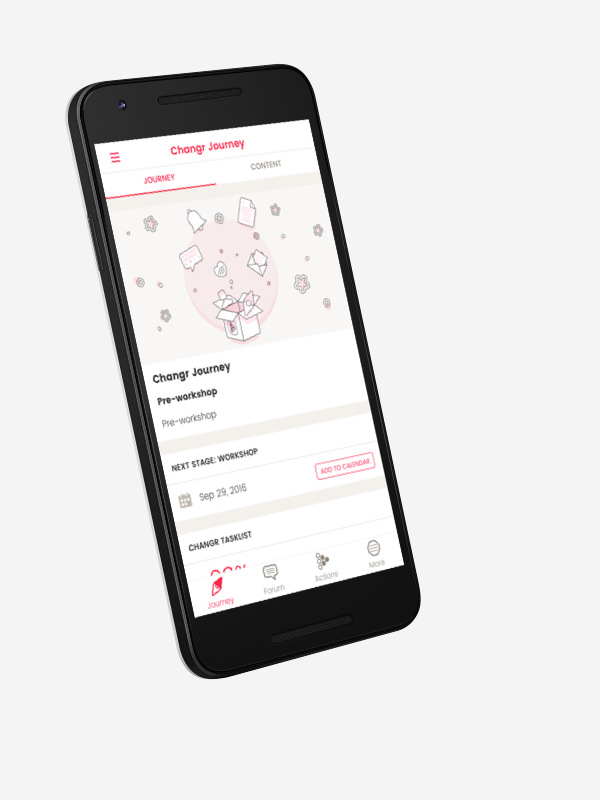 Changr Journey
JOURNEY
CONTENT
Changr Journey
Pre-workshop
Pre-workshop
NEXT STAGE: WORKSHOP
Sep 29, 2016
ADD TO CALENDAR
CHANGR TASKLIST
Journey
Forum
Actions
More